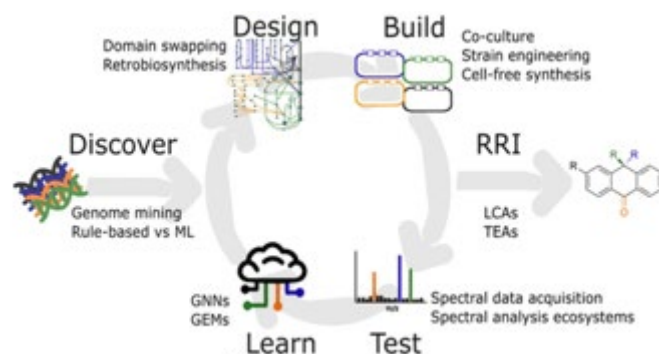 Design
Domain swapping
Retrobiosynthesis
Build
Co-culture
Strain engineering
Cell-free synthesis
Discover
Genome mining
Rule-based vs ML
RRI
LCAs
TEAs
R
R
R
O
GNNs
GEMs
Learn
m/z
Test
Spectral data acquisition
Spectral analysis ecosystems